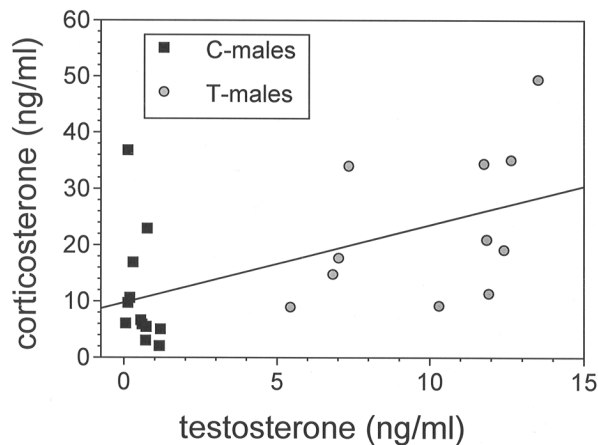 corticosterone (ng/ml)
60
50
40
30
20
10
0
C-males
T-males
0 5 10 15
testosterone (ng/ml)